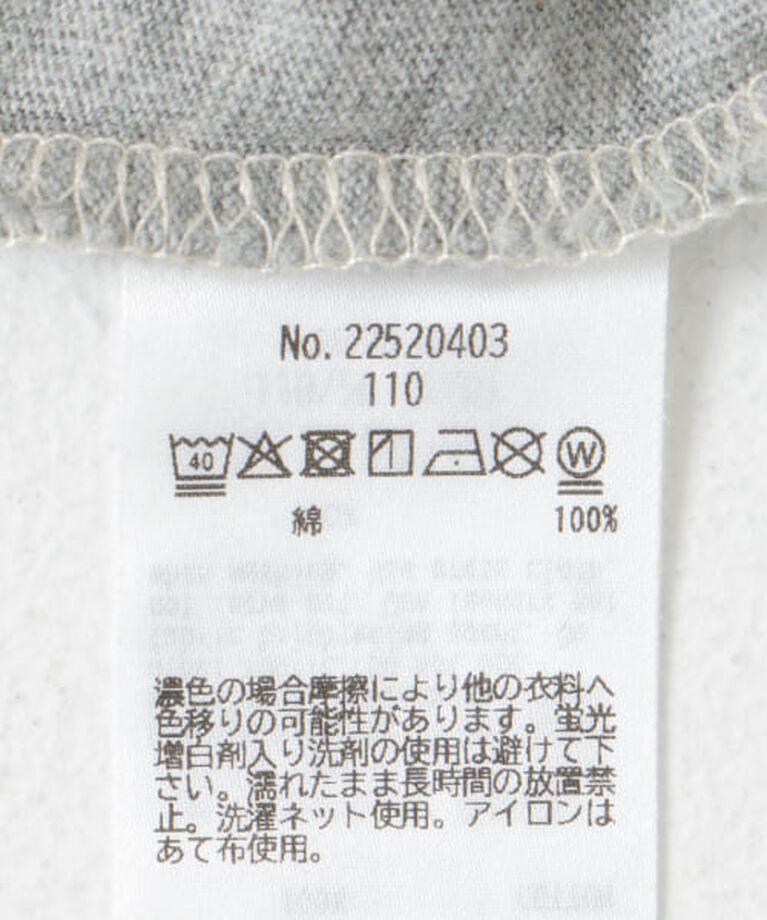 No. 22520403
110
40 W
綿 100%
濃色の場合摩擦により他の衣料へ
色移りの可能性があります。蛍光
増白剤入り洗剤の使用は避けて下
さい。濡れたまま長時間の放置禁
止。洗濯ネット使用。アイロンは
あて布使用。